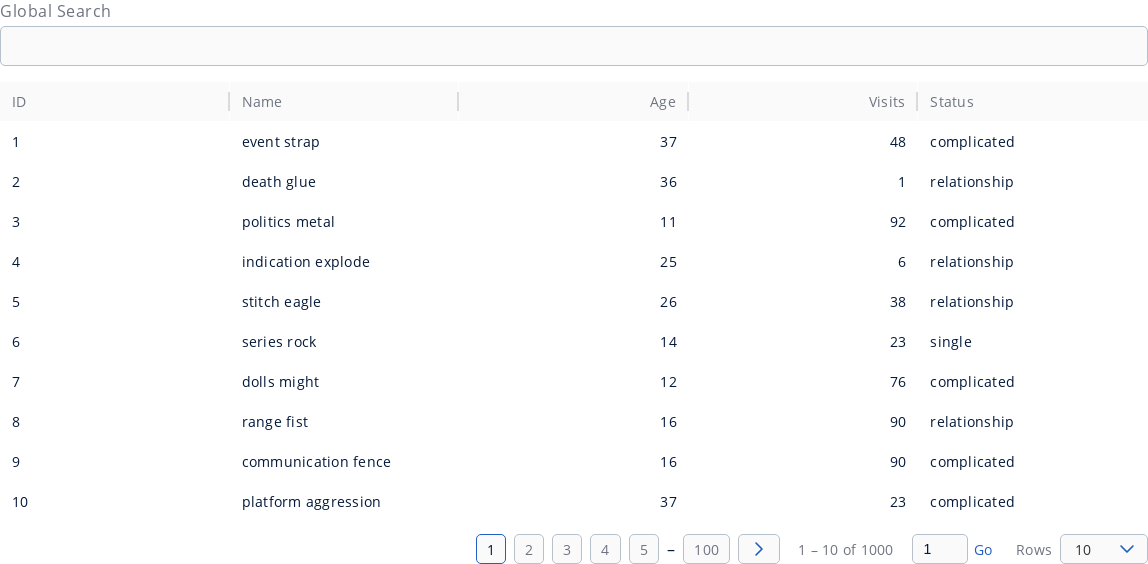 Global Search
ID Name Age Visits Status
1 event strap 37 48 complicated
2 death glue 36 1 relationship
3 politics metal 11 92 complicated
4 indication explode 25 6 relationship
5 stitch eagle 26 38 relationship
6 series rock 14 23 single
7 dolls might 12 76 complicated
8 range fist 16 90 relationship
9 communication fence 16 90 complicated
10 platform aggression 37 23 complicated
1 2 3 4 5 – 100 1 – 10 of 1000 1 Go Rows 10